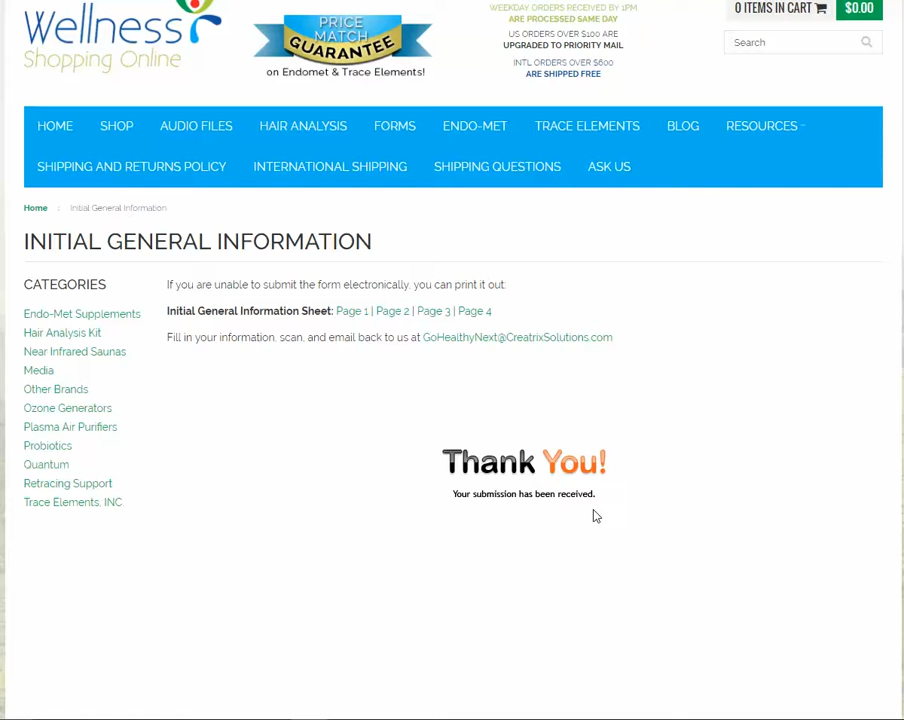 Wellness
Shopping Online
PRICE
MATCH
GUARANTEE
on Endomet & Trace Elements!
WEEKDAY ORDERS RECEIVED BY 1PM
ARE PROCESSED SAME DAY
US ORDERS OVER $100 ARE
UPGRADED TO PRIORITY MAIL
INTL ORDERS OVER $600
ARE SHIPPED FREE
0 ITEMS IN CART $0.00
Search
HOME SHOP AUDIO FILES HAIR ANALYSIS FORMS ENDO-MET TRACE ELEMENTS BLOG RESOURCES
SHIPPING AND RETURNS POLICY INTERNATIONAL SHIPPING SHIPPING QUESTIONS ASK US
Home : Initial General Information
INITIAL GENERAL INFORMATION
CATEGORIES
Endo-Met Supplements
Hair Analysis Kit
Near Infrared Saunas
Media
Other Brands
Ozone Generators
Plasma Air Purifiers
Probiotics
Quantum
Retracing Support
Trace Elements, INC
If you are unable to submit the form electronically, you can print it out:
Initial General Information Sheet: Page 1 | Page 2 | Page 3 | Page 4
Fill in your information, scan, and email back to us at GoHealthyNext@CreatrixSolutions.com
Thank You!
Your submission has been received.